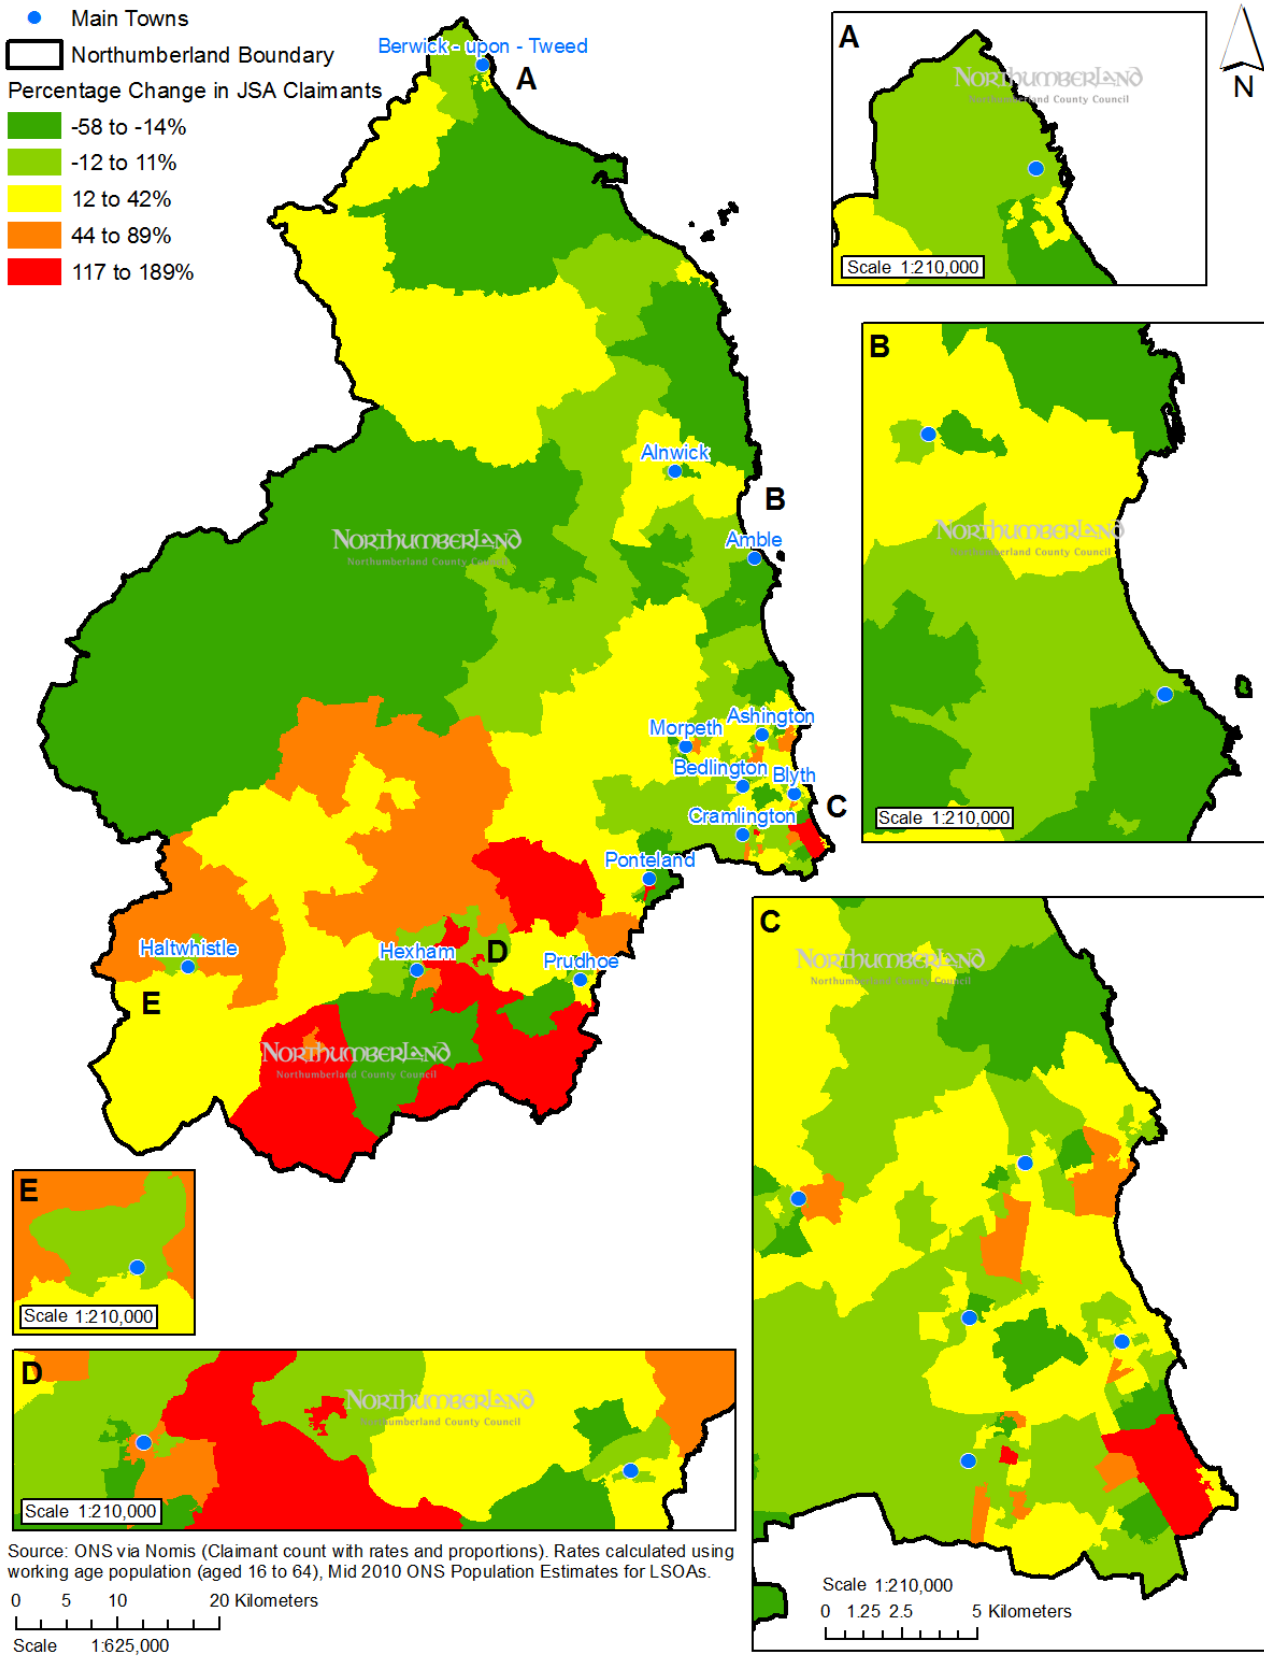 Main Towns
Northumberland Boundary
Percentage Change in JSA Claimants
-58 to -14%
-12 to 11%
12 to 42%
44 to 89%
117 to 189%
Berwick - upon - Tweed
A
Alnwick
B
Amble
Northumberland
Northumberland County Council
Morpeth
Ashington
Bedlington
Blyth
Cramlington
C
Ponteland
Haltwhistle
Hexham
D
Prudhoe
E
Northumberland
Northumberland County Council
A
Northumberland
Northumberland County Council
Scale 1:210,000
N
B
Northumberland
Northumberland County Council
Scale 1:210,000
C
Northumberland
Northumberland County Council
Scale 1:210,000
0 1.25 2.5 5 Kilometers
E
Scale 1:210,000
D
Northumberland
Northumberland County Council
Scale 1:210,000
Source: ONS via Nomis (Claimant count with rates and proportions). Rates calculated using
working age population (aged 16 to 64), Mid 2010 ONS Population Estimates for LSOAs.
0 5 10 20 Kilometers
Scale 1:625,000